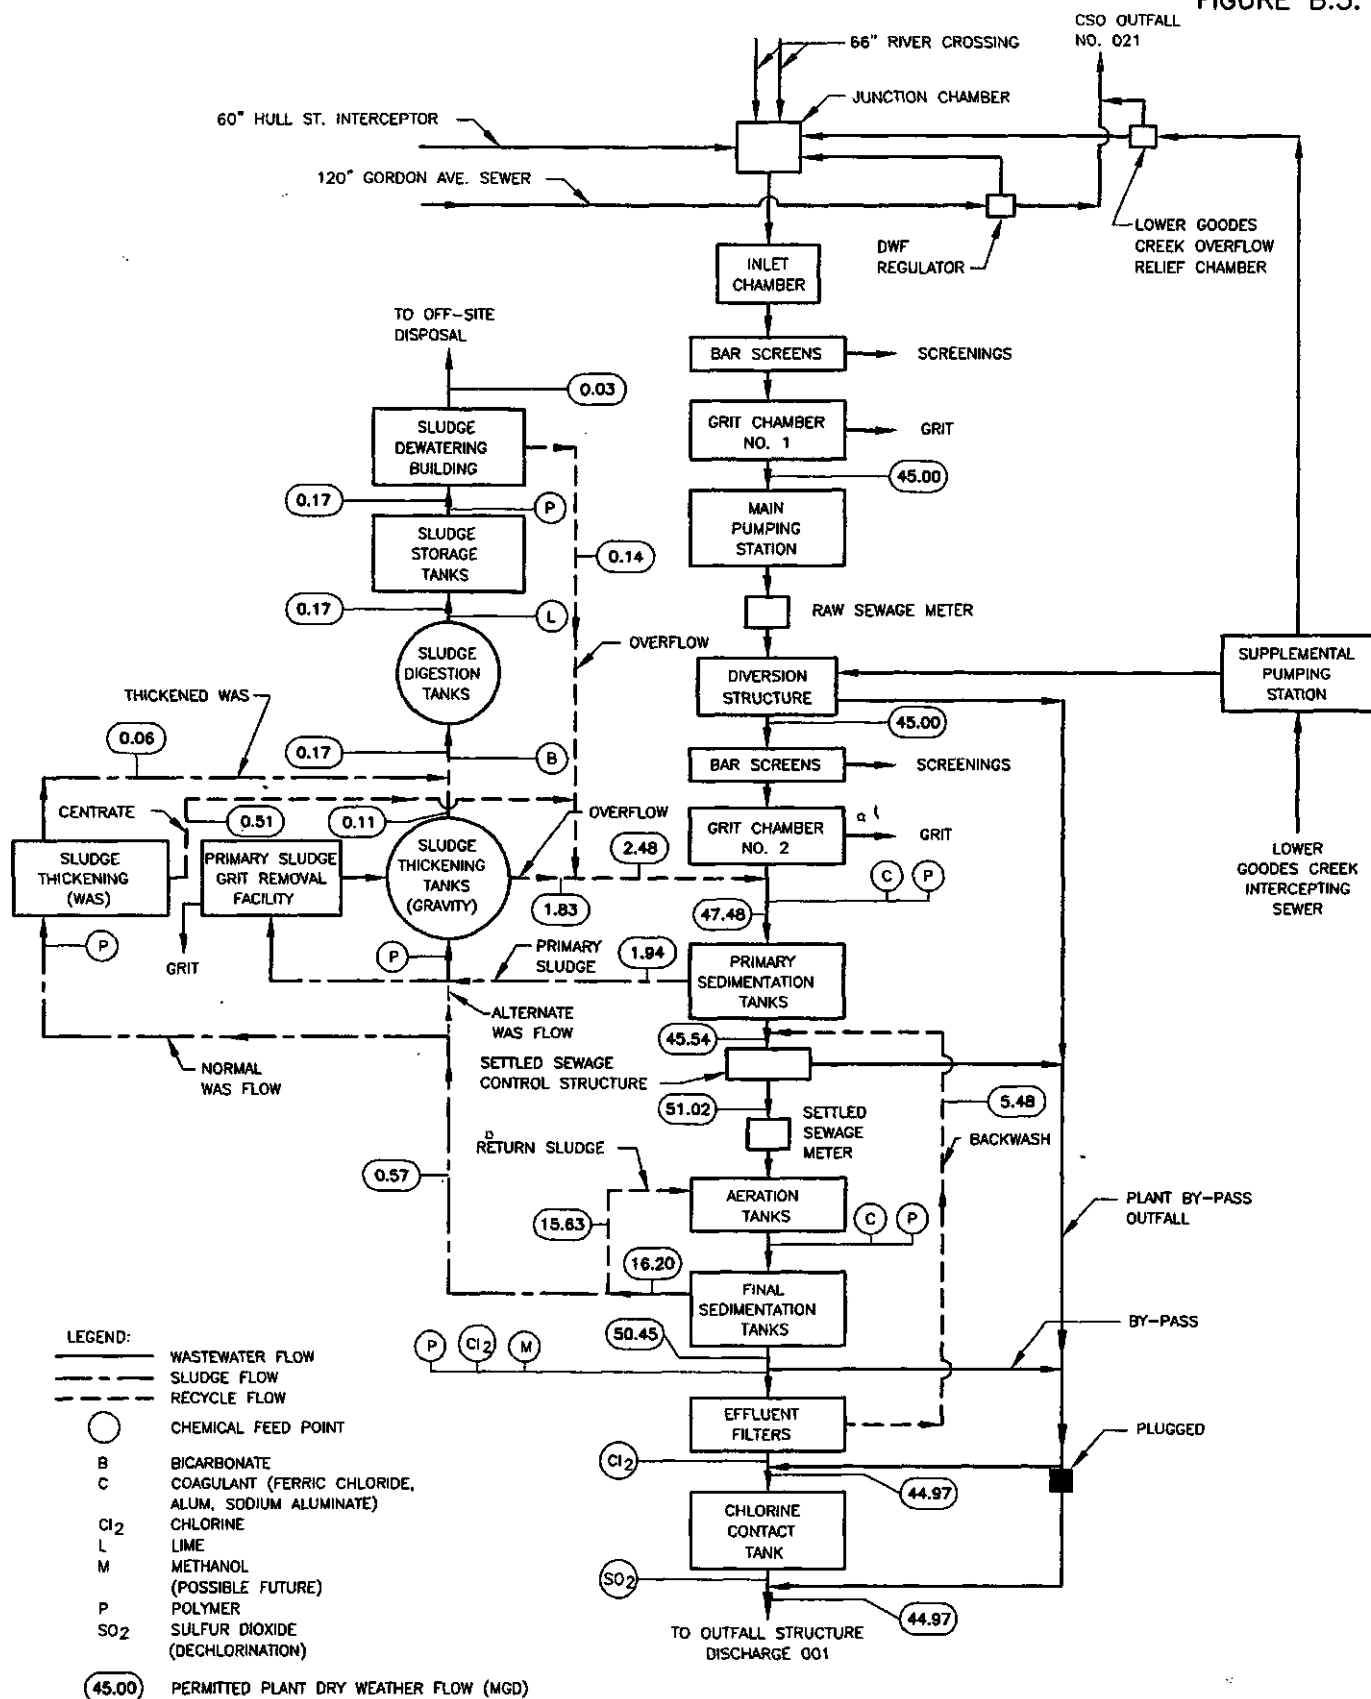 FIGURE B.5.
CSO OUTFALL
NO. 021
66" RIVER CROSSING
JUNCTION CHAMBER
60" HULL ST. INTERCEPTOR
120" GORDON AVE. SEWER
LOWER GOODES
CREEK OVERFLOW
RELIEF CHAMBER
DWF
REGULATOR
INLET
CHAMBER
TO OFF-SITE
DISPOSAL
BAR SCREENS
SCREENINGS
0.03
SLUDGE
DEWATERING
BUILDING
GRIT CHAMBER
NO. 1
GRIT
45.00
0.17
P
MAIN
PUMPING
STATION
SLUDGE
STORAGE
TANKS
0.14
0.17
L
RAW SEWAGE METER
OVERFLOW
SLUDGE
DIGESTION
TANKS
DIVERSION
STRUCTURE
SUPPLEMENTAL
PUMPING
STATION
THICKENED WAS
45.00
0.06
0.17
B
BAR SCREENS
SCREENINGS
CENTRATE
0.51
0.11
OVERFLOW
GRIT CHAMBER
NO. 2
GRIT
SLUDGE
THICKENING
(WAS)
PRIMARY SLUDGE
GRIT REMOVAL
FACILITY
SLUDGE
THICKENING
TANKS
(GRAVITY)
2.48
1.83
C
P
47.48
LOWER
GOODES CREEK
INTERCEPTING
SEWER
P
GRIT
P
PRIMARY
SLUDGE
1.94
PRIMARY
SEDIMENTATION
TANKS
ALTERNATE
WAS FLOW
45.54
NORMAL
WAS FLOW
SETTLED SEWAGE
CONTROL STRUCTURE
51.02
SETTLED
SEWAGE
METER
5.48
BACKWASH
RETURN SLUDGE
0.57
AERATION
TANKS
15.63
C
P
PLANT BY-PASS
OUTFALL
16.20
FINAL
SEDIMENTATION
TANKS
50.45
BY-PASS
P
Cl2
M
EFFLUENT
FILTERS
PLUGGED
Cl2
44.97
CHLORINE
CONTACT
TANK
SO2
44.97
TO OUTFALL STRUCTURE
DISCHARGE 001
LEGEND:
WASTEWATER FLOW
SLUDGE FLOW
RECYCLE FLOW
CHEMICAL FEED POINT
B BICARBONATE
C COAGULANT (FERRIC CHLORIDE,
ALUM, SODIUM ALUMINATE)
Cl2 CHLORINE
L LIME
M METHANOL
(POSSIBLE FUTURE)
P POLYMER
SO2 SULFUR DIOXIDE
(DECHLORINATION)
45.00 PERMITTED PLANT DRY WEATHER FLOW (MGD)